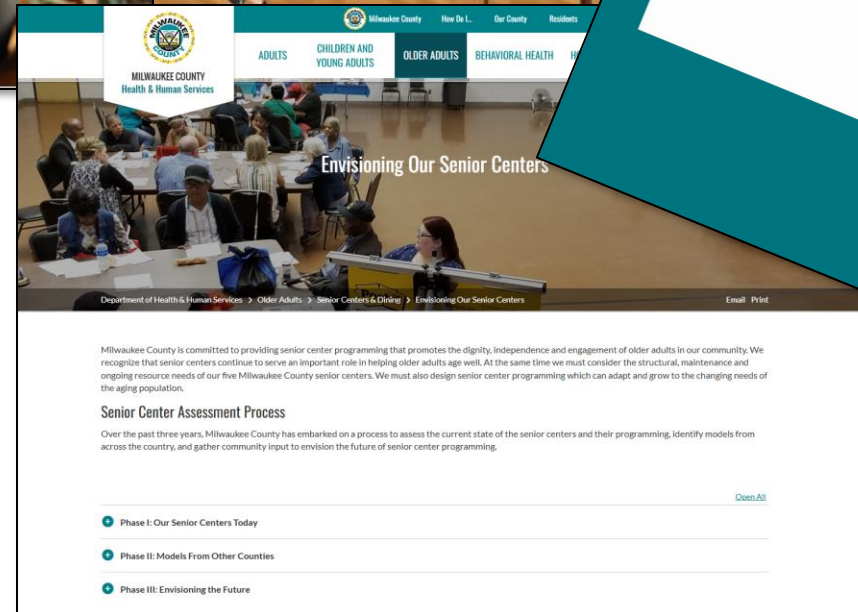 Milwaukee County How Do I... Our County Residents
MILWAUKEE
COUNTY
MILWAUKEE COUNTY
Health & Human Services
ADULTS
CHILDREN AND
YOUNG ADULTS
OLDER ADULTS
BEHAVIORAL HEALTH
Envisioning Our Senior Centers
Department of Health & Human Services > Older Adults > Senior Centers & Dining > Envisioning Our Senior Centers
Email Print
Milwaukee County is committed to providing senior center programming that promotes the dignity, independence and engagement of older adults in our community. We
recognize that senior centers continue to serve an important role in helping older adults age well. At the same time we must consider the structural, maintenance and
ongoing resource needs of our five Milwaukee County senior centers. We must also design senior center programming which can adapt and grow to the changing needs of
the aging population.
Senior Center Assessment Process
Over the past three years, Milwaukee County has embarked on a process to assess the current state of the senior centers and their programming, identify models from
across the country, and gather community input to envision the future of senior center programming.
Open All
Phase I: Our Senior Centers Today
Phase II: Models From Other Counties
Phase III: Envisioning the Future